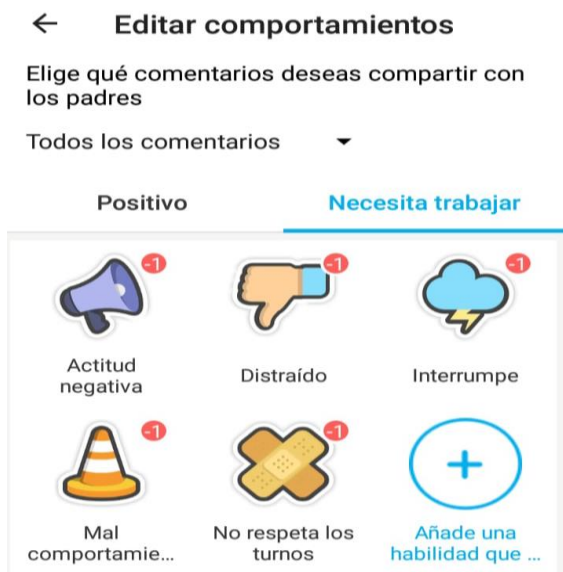 Editar comportamientos
Elige qué comentarios deseas compartir con
los padres
Todos los comentarios
Positivo
Necesita trabajar
-1
-1
-1
Actitud
negativa
Distraído
Interrumpe
-1
-1
Mal
comportamie...
No respeta los
turnos
Añade una
habilidad que ...